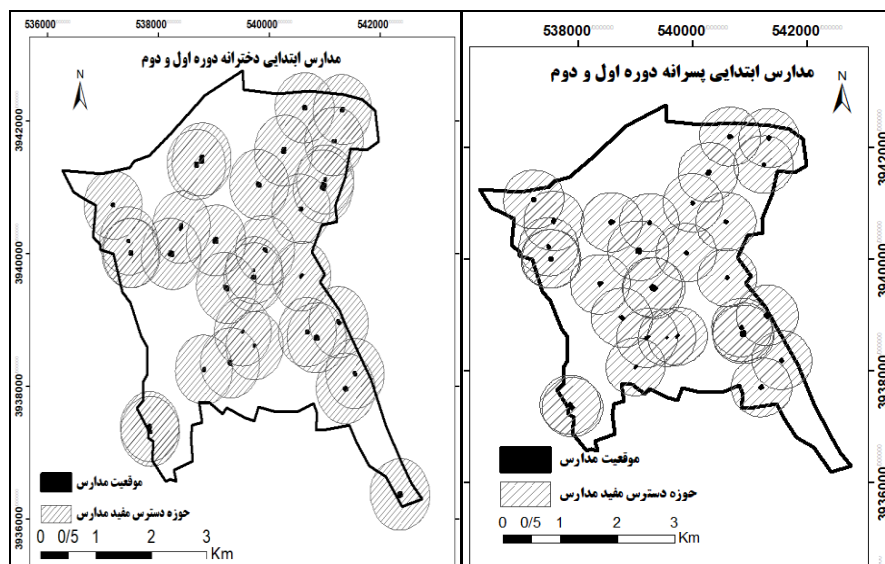 536000 538000 540000 542000
مدارس ابتدایی دخترانه دوره اول و دوم
N
3942000
3940000
3938000
3936000
موقعیت مدارس
حوزه دسترس مفید مدارس
0 0/5 1 2 3
Km
538000 540000 542000
مدارس ابتدایی پسرانه دوره اول و دوم
N
3942000
3940000
3938000
3936000
موقعیت مدارس
حوزه دسترس مفید مدارس
0 0.5 1 2 3
Km